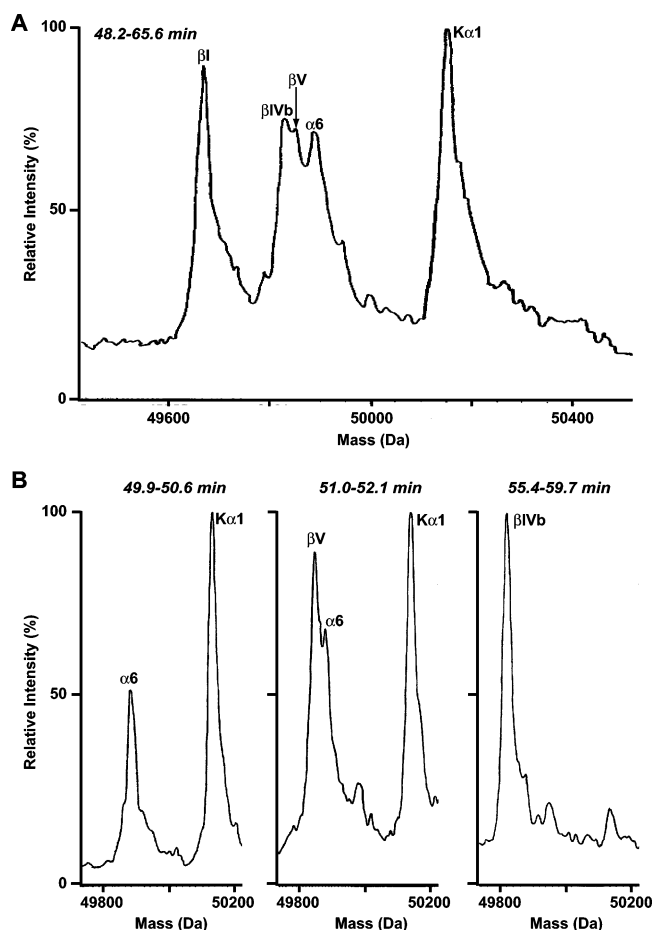 A
48.2-65.6 min
100
50
0
Relative Intensity (%)
βI
βIVb
βV
α6
Kα1
49600
50000
50400
Mass (Da)
B
49.9-50.6 min
51.0-52.1 min
55.4-59.7 min
100
50
0
Relative Intensity (%)
α6
Kα1
βV
α6
Kα1
βIVb
49800
50200
49800
50200
49800
50200
Mass (Da)
Mass (Da)
Mass (Da)